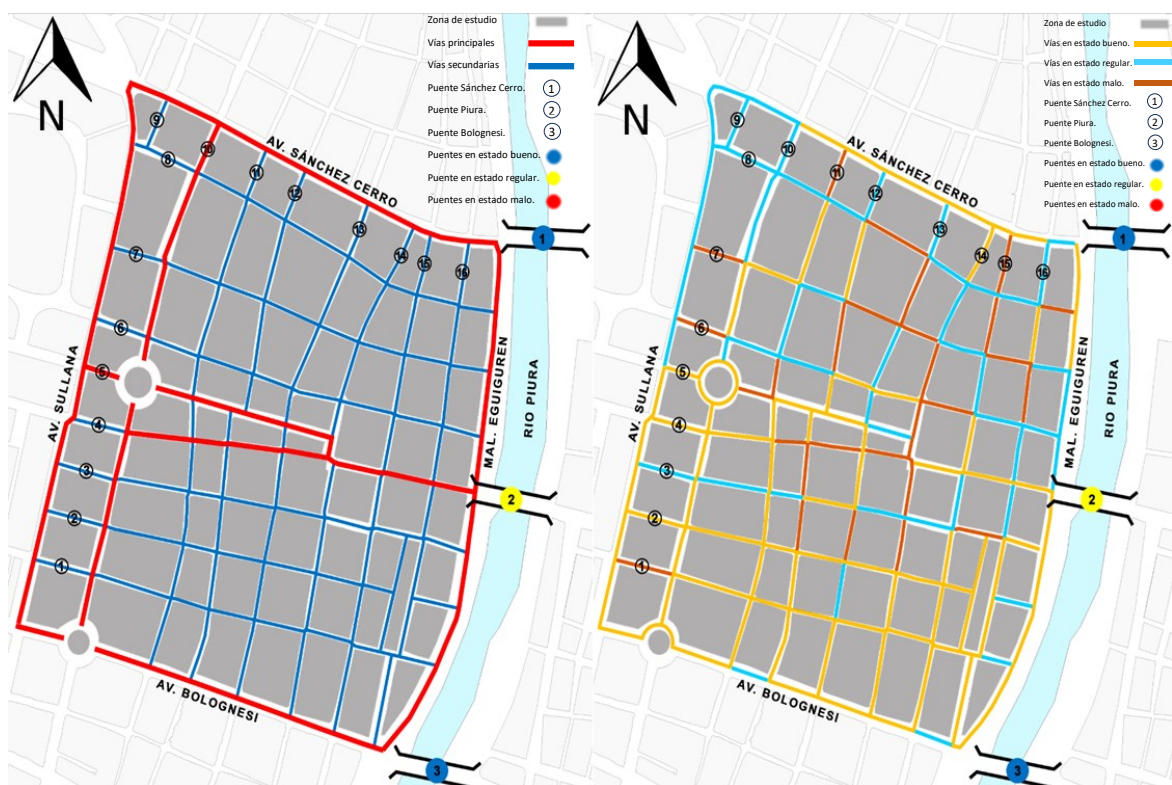 Zona de estudio
Vías principales
Vías secundarias
Puente Sánchez Cerro. 1
Puente Piura. 2
Puente Bolognesi. 3
Puentes en estado bueno.
Puente en estado regular.
Puentes en estado malo.
N
AV. SÁNCHEZ CERRO
AV. SULLANA
MAL. EGUIGUREN
RIO PIURA
AV. BOLOGNESI
9
10
8
11
12
13
14
15
16
7
6
5
4
3
2
1
1
2
3
Zona de estudio
Vías en estado bueno.
Vías en estado regular.
Vías en estado malo.
Puente Sánchez Cerro. 1
Puente Piura. 2
Puente Bolognesi. 3
Puentes en estado bueno.
Puente en estado regular.
Puentes en estado malo.
N
AV. SÁNCHEZ CERRO
AV. SULLANA
MAL. EGUIGUREN
RIO PIURA
AV. BOLOGNESI
9
10
8
11
12
13
14
15
16
7
6
5
4
3
2
1
1
2
3